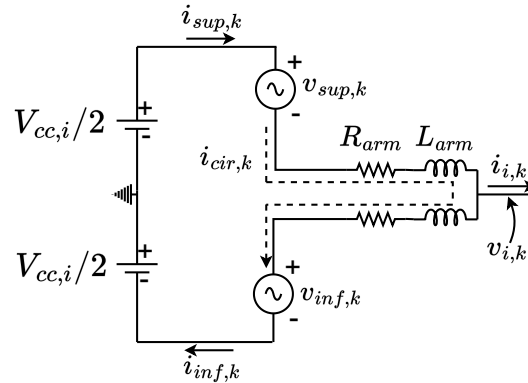 i_{sup,k}
+
v_{sup,k}
-
V_{cc,i}/2
+
-
R_{arm} L_{arm}
i_{cir,k}
i_{i,k}
v_{i,k}
V_{cc,i}/2
+
-
+
v_{inf,k}
-
i_{inf,k}